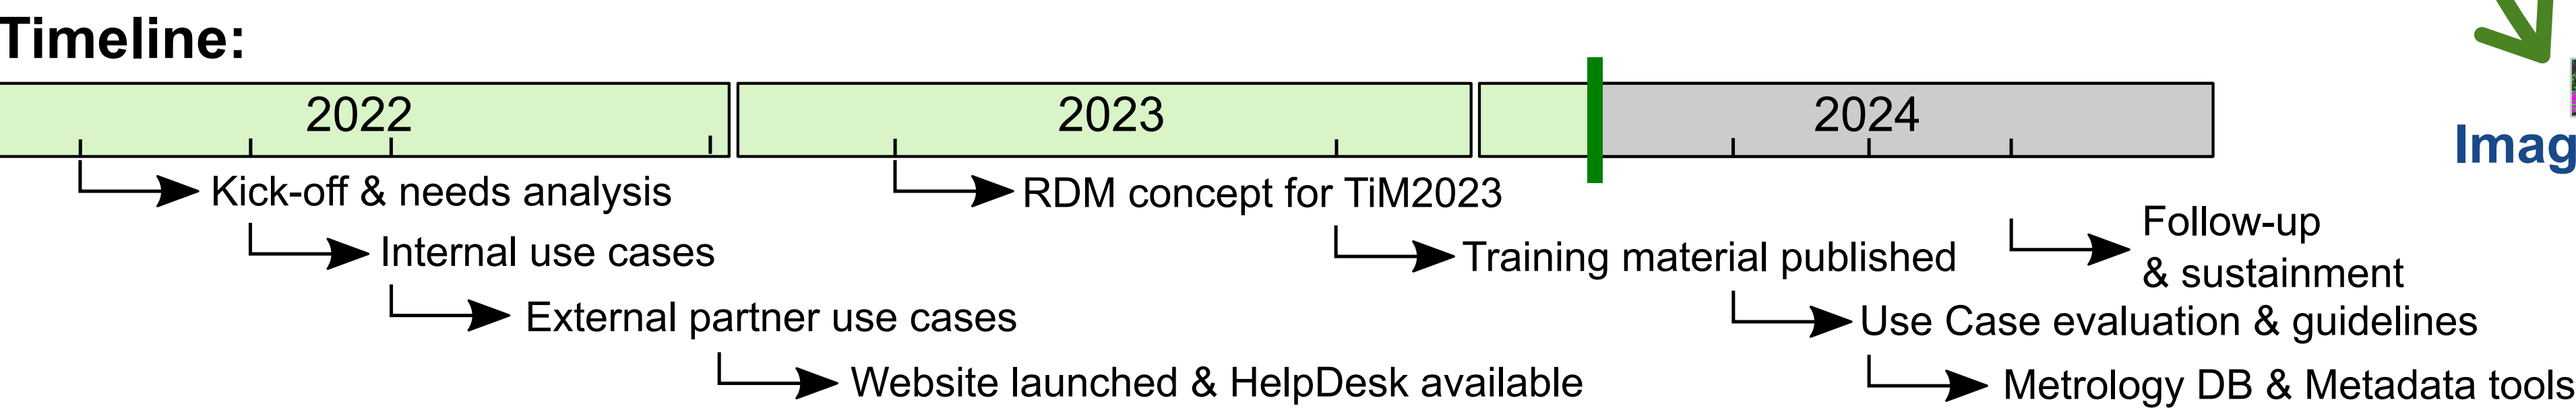 Timeline:
2022
2023
2024
Kick-off & needs analysis
Internal use cases
External partner use cases
Website launched & HelpDesk available
RDM concept for TiM2023
Training material published
Follow-up
& sustainment
Use Case evaluation & guidelines
Metrology DB & Metadata tools
Imag